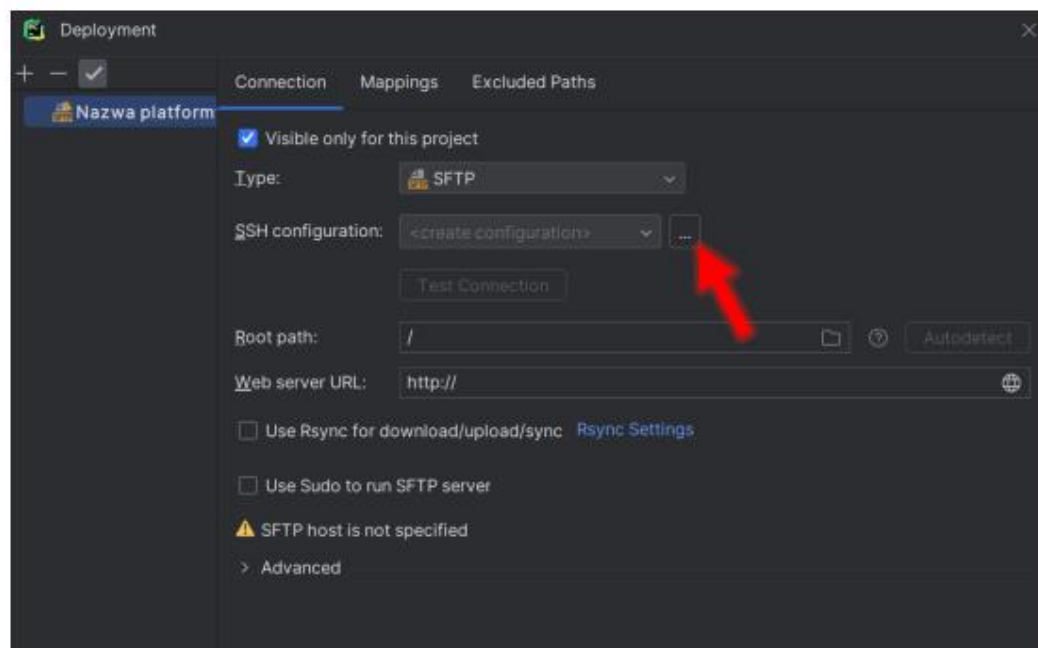 Deployment
Connection Mappings Excluded Paths
Nazwa platform
Visible only for this project
Type: SFTP
SSH configuration: <create configuration> ...
Test Connection
Root path: / Autodetect
Web server URL: http://
Use Rsync for download/upload/sync Rsync Settings
Use Sudo to run SFTP server
SFTP host is not specified
Advanced